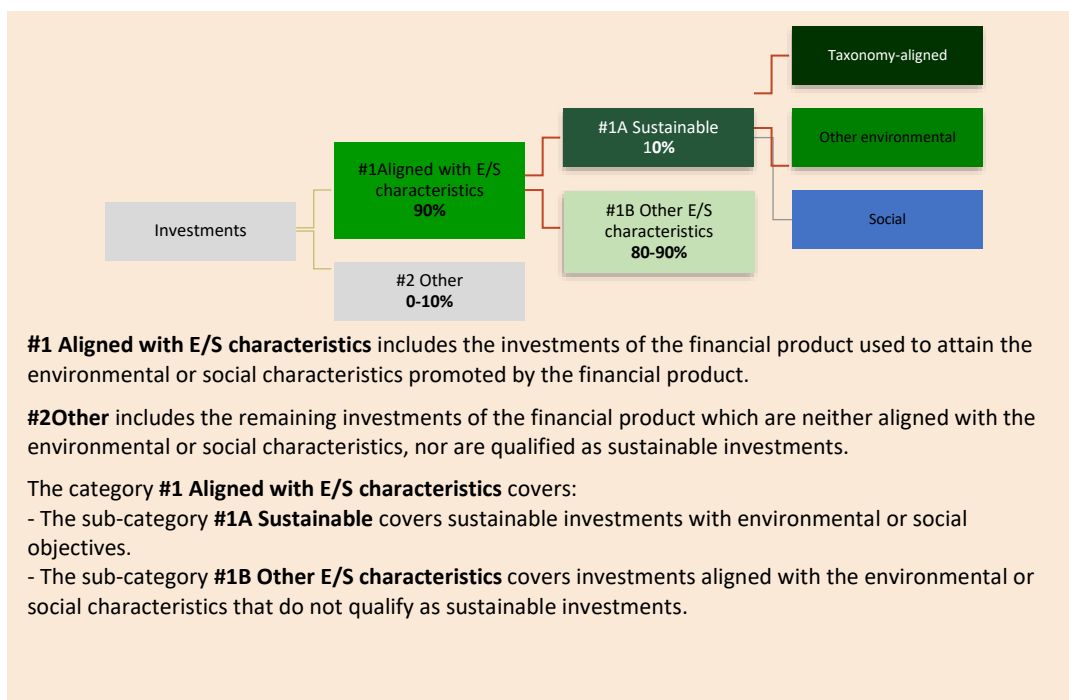 Taxonomy-aligned
#1A Sustainable
10%
Other environmental
#1Aligned with E/S
characteristics
90%
#1B Other E/S
characteristics
80-90%
Social
Investments
#2 Other
0-10%
#1 Aligned with E/S characteristics includes the investments of the financial product used to attain the
environmental or social characteristics promoted by the financial product.
#2Other includes the remaining investments of the financial product which are neither aligned with the
environmental or social characteristics, nor are qualified as sustainable investments.
The category #1 Aligned with E/S characteristics covers:
- The sub-category #1A Sustainable covers sustainable investments with environmental or social
objectives.
- The sub-category #1B Other E/S characteristics covers investments aligned with the environmental or
social characteristics that do not qualify as sustainable investments.